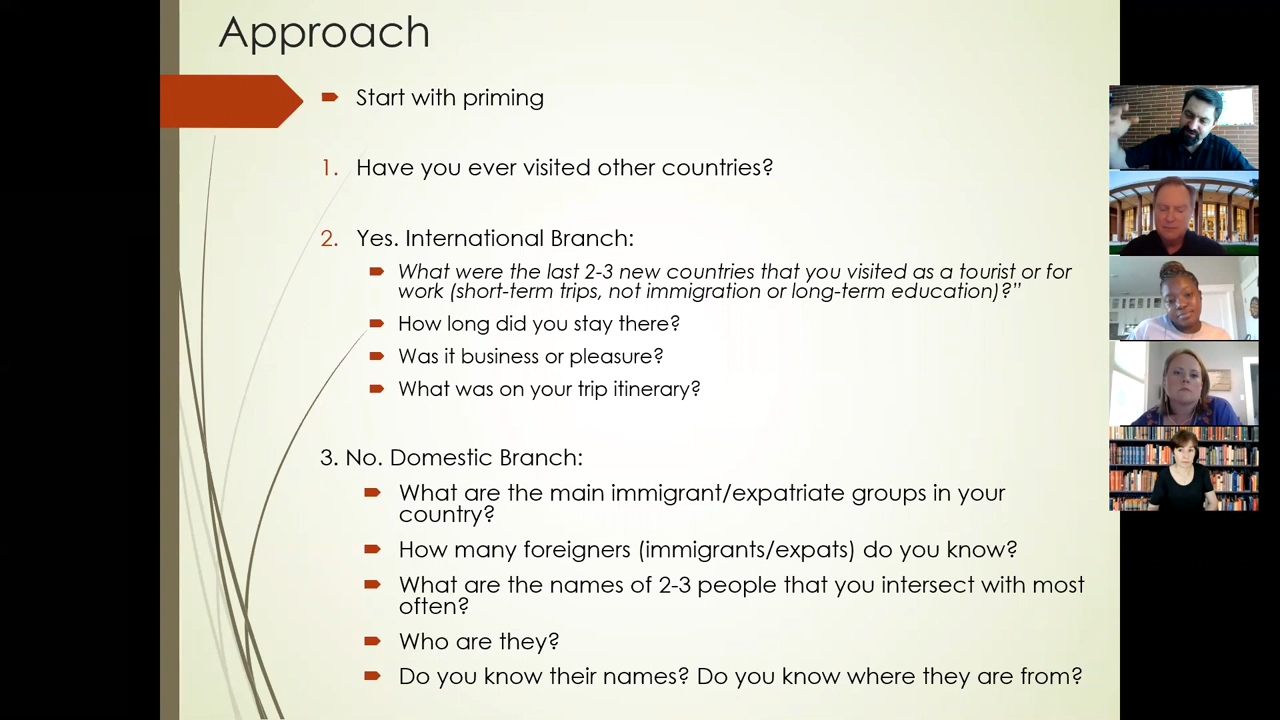 Approach
Start with priming
1. Have you ever visited other countries?
2. Yes. International Branch:
What were the last 2-3 new countries that you visited as a tourist or for
work (short-term trips, not immigration or long-term education)?”
How long did you stay there?
Was it business or pleasure?
What was on your trip itinerary?
3. No. Domestic Branch:
What are the main immigrant/expatriate groups in your
country?
How many foreigners (immigrants/expats) do you know?
What are the names of 2-3 people that you intersect with most
often?
Who are they?
Do you know their names? Do you know where they are from?